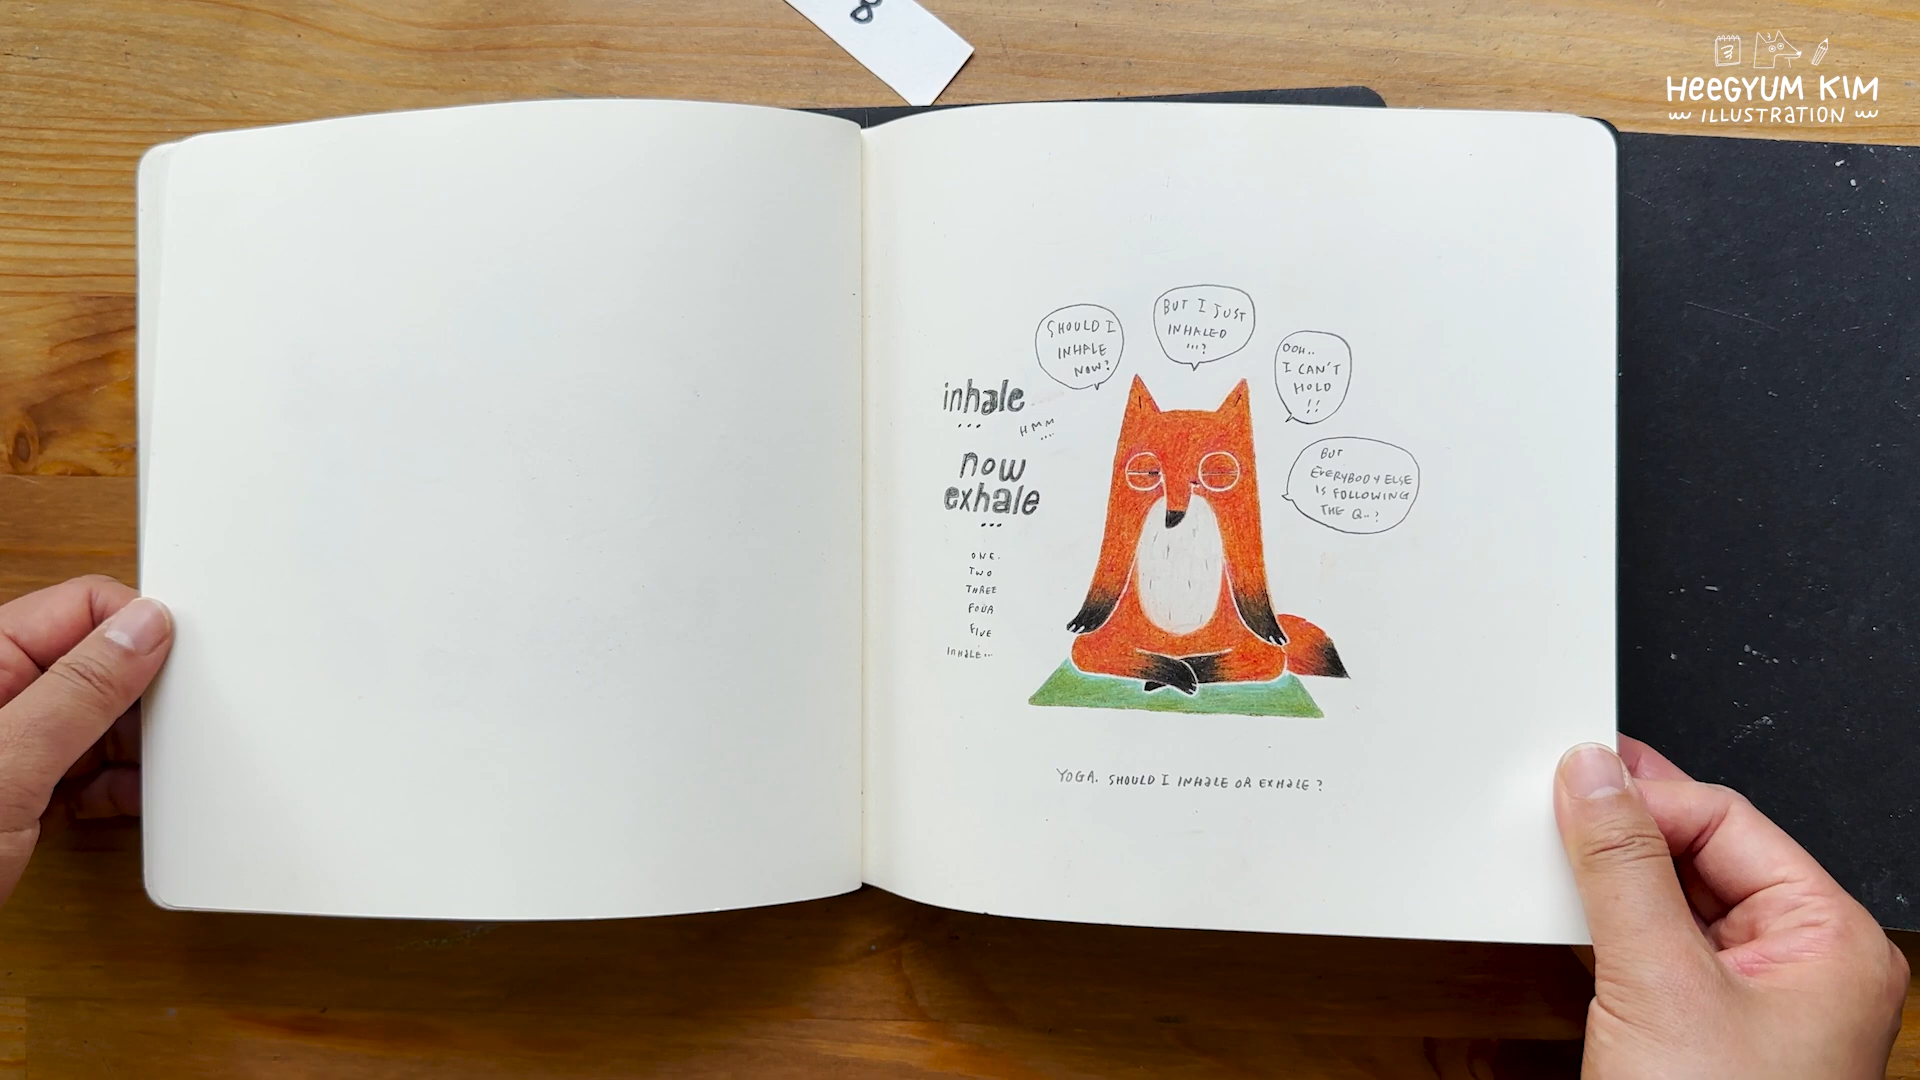 8
HEEGYUM KIM
ILLUSTRATION
SHOULD I
INHALE
NOW?
BUT I JUST
INHALED
...?
OOH..
I CAN'T
HOLD
!!
BUT
EVERYBODY ELSE
IS FOLLOWING
THE Q..?
inhale
...
HMM
....
now
exhale
...
ONE.
TWO
THREE
FOUR
FIVE
INHALE...
YOGA. SHOULD I INHALE OR EXHALE?